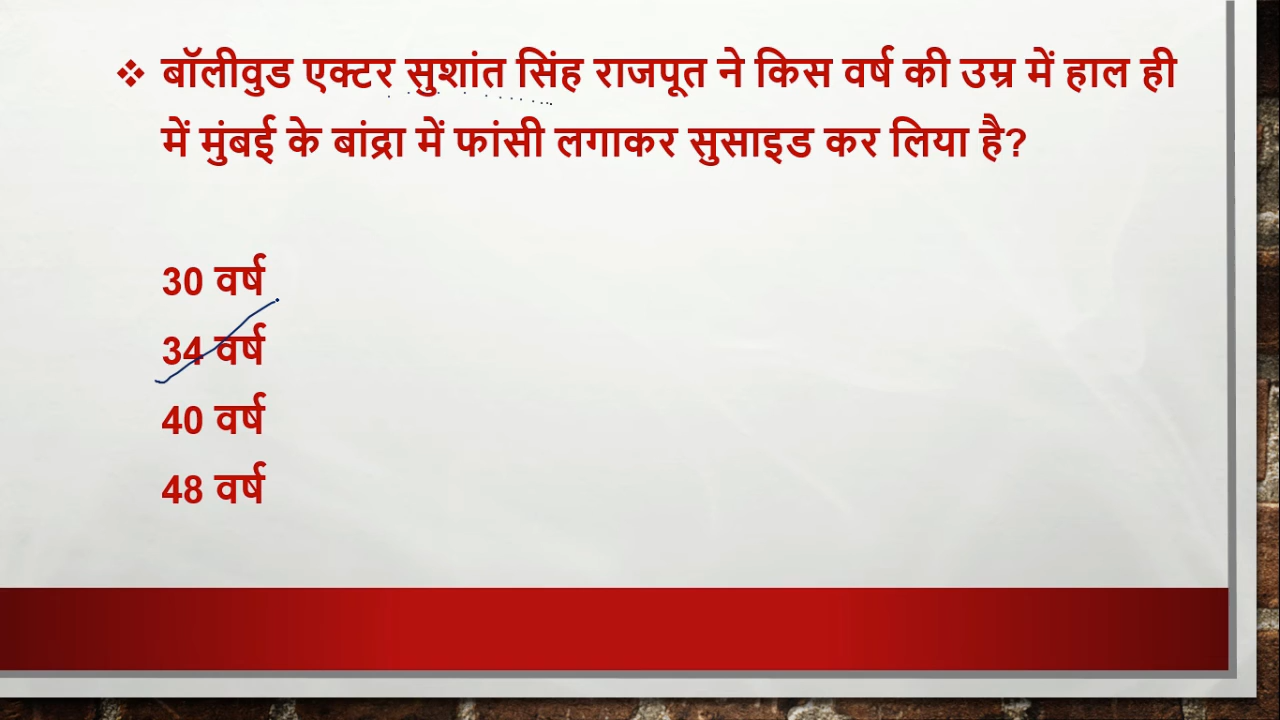 ❖ बॉलीवुड एक्टर सुशांत सिंह राजपूत ने किस वर्ष की उम्र में हाल ही
में मुंबई के बांद्रा में फांसी लगाकर सुसाइड कर लिया है?
30 वर्ष
34 वर्ष
40 वर्ष
48 वर्ष